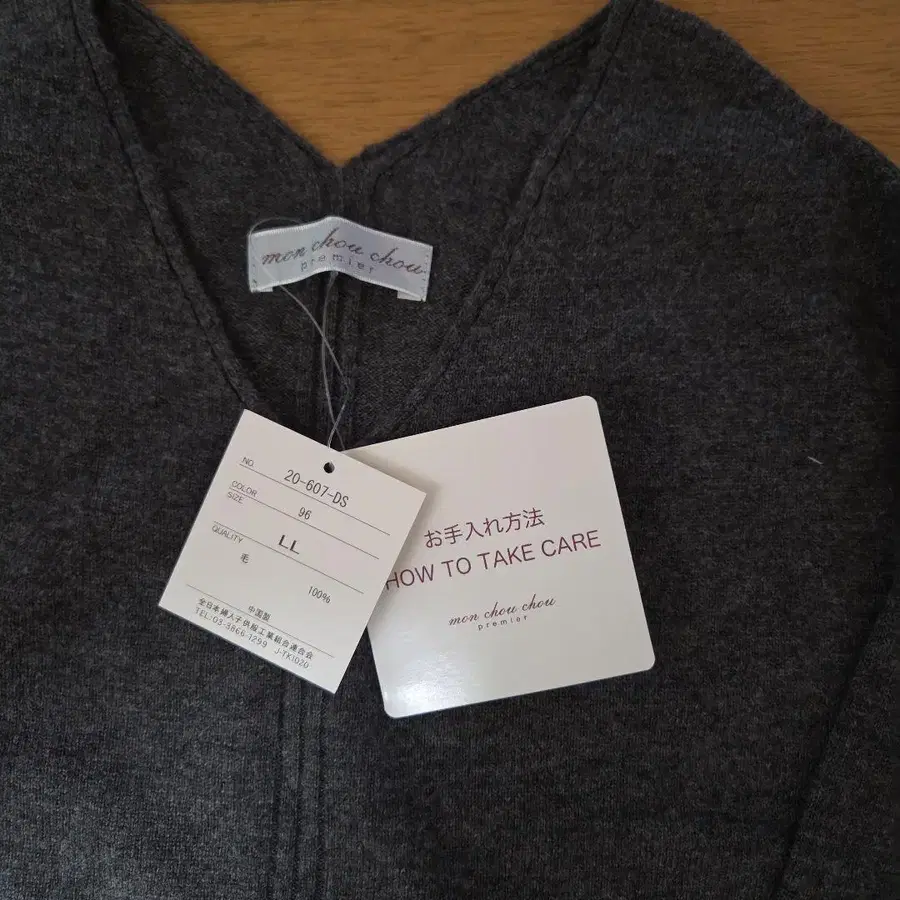 mon chou chou
premier
NO. 20-607-DS
COLOR 96
SIZE LL
QUALITY
毛 100%
中国製
全日本婦人子供服工業組合連合会
TEL:03-3866-1299 J-TK1020
お手入れ方法
HOW TO TAKE CARE
mon chou chou
premier